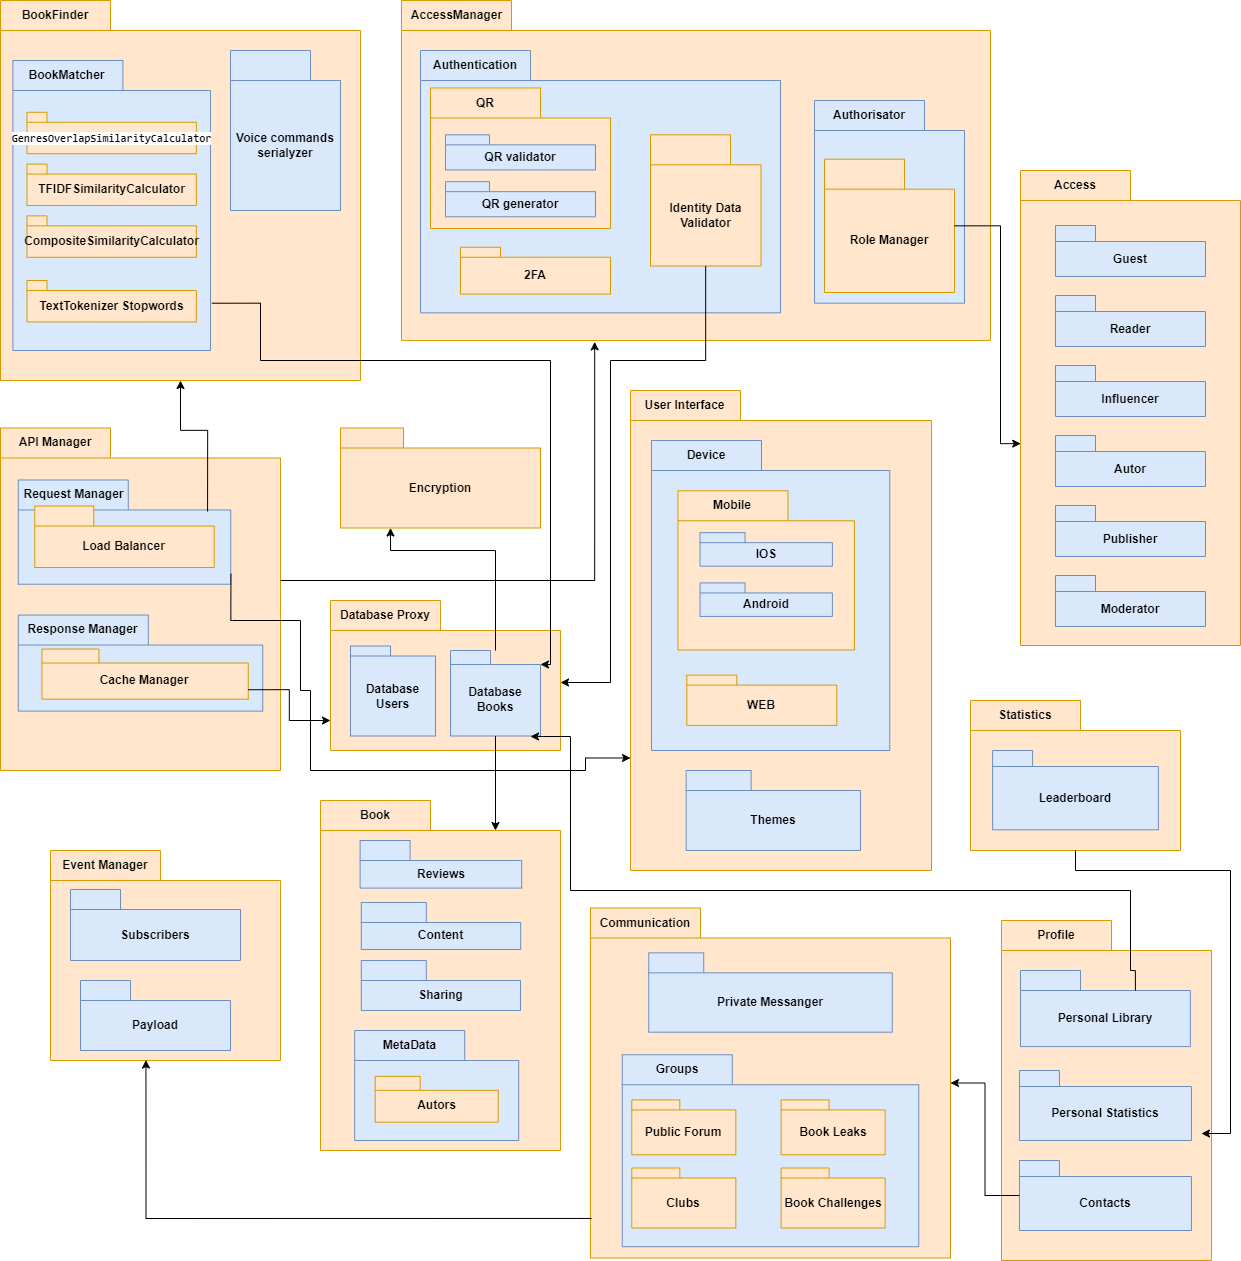 BookFinder
BookMatcher
GenresOverlapSimilarityCalculator
TFIDFSimilarityCalculator
CompositeSimilarityCalculator
TextTokenizer Stopwords
Voice commands
serialyzer
AccessManager
Authentication
QR
QR validator
QR generator
2FA
Identity Data
Validator
Authorisator
Role Manager
Access
Guest
Reader
Influencer
Autor
Publisher
Moderator
API Manager
Request Manager
Load Balancer
Response Manager
Cache Manager
Encryption
Database Proxy
Database
Users
Database
Books
User Interface
Device
Mobile
IOS
Android
WEB
Themes
Statistics
Leaderboard
Event Manager
Subscribers
Payload
Book
Reviews
Content
Sharing
MetaData
Autors
Communication
Private Messanger
Groups
Public Forum
Book Leaks
Clubs
Book Challenges
Profile
Personal Library
Personal Statistics
Contacts